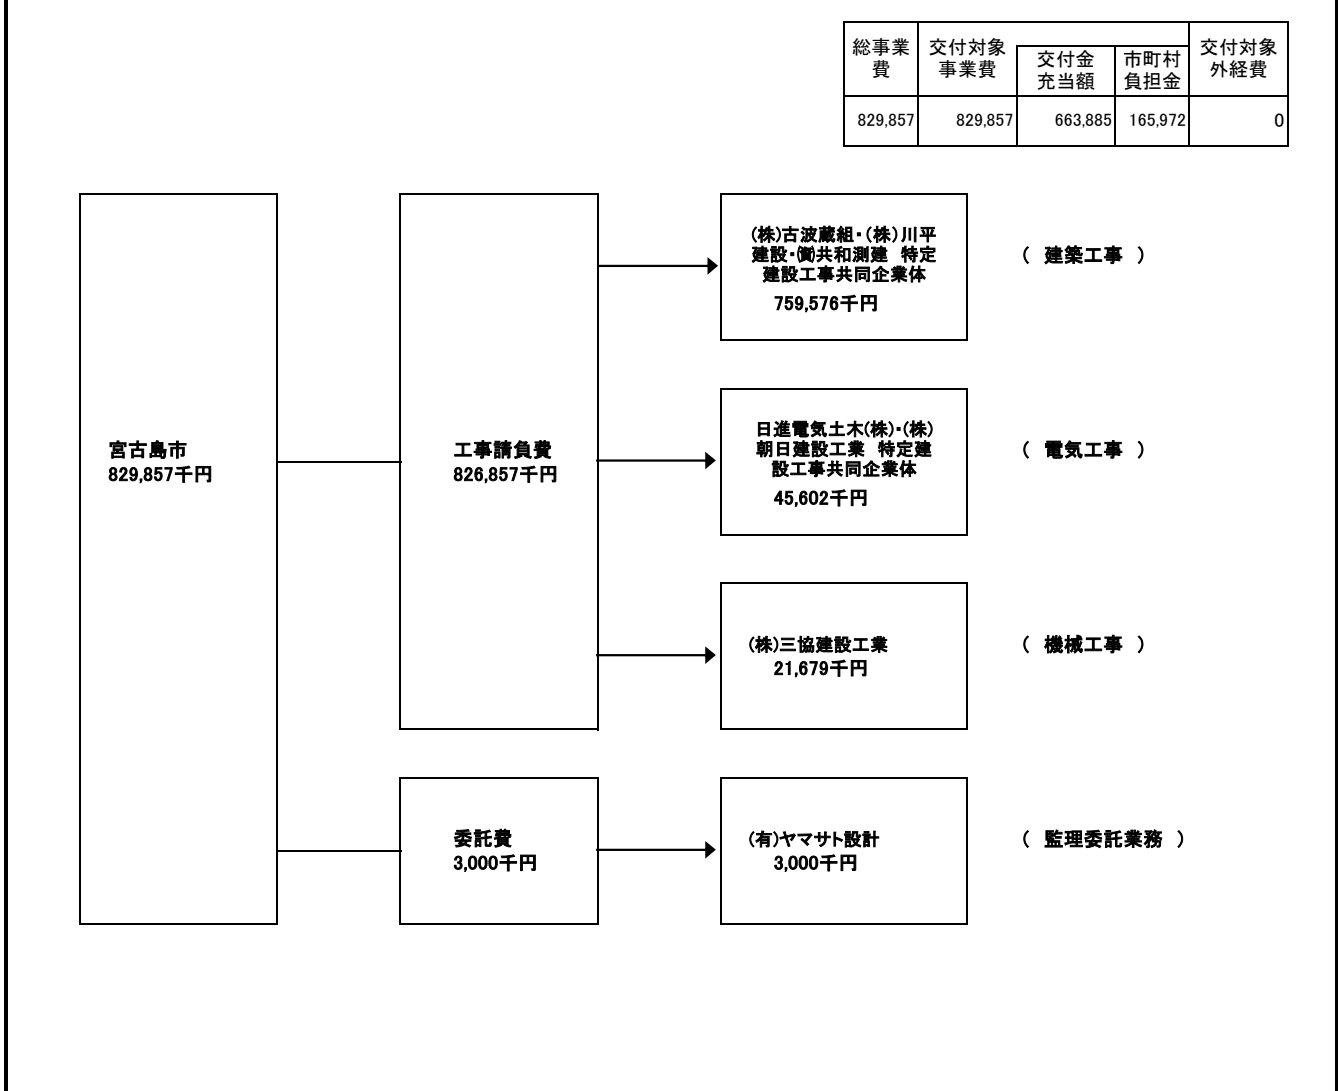 総事業
費
交付対象
事業費
交付金
充当額
市町村
負担金
交付対象
外経費
829,857
829,857
663,885
165,972
0
(株)古波蔵組・(株)川平
建設・㈾共和測建　特定
建設工事共同企業体
759,576千円
（　建築工事　）
宮古島市
829,857千円
工事請負費
826,857千円
日進電気土木(株)・(株)
朝日建設工業　特定建
設工事共同企業体
45,602千円
（　電気工事　）
(株)三協建設工業
21,679千円
（　機械工事　）
委託費
3,000千円
(有)ヤマサト設計
3,000千円
（　監理委託業務　）